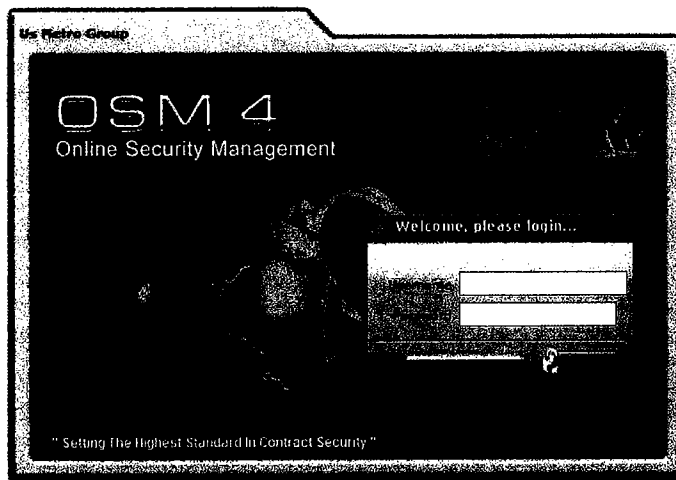 Us Metro Group
OSM 4
Online Security Management
Welcome, please login...
" Setting The Highest Standard In Contract Security "